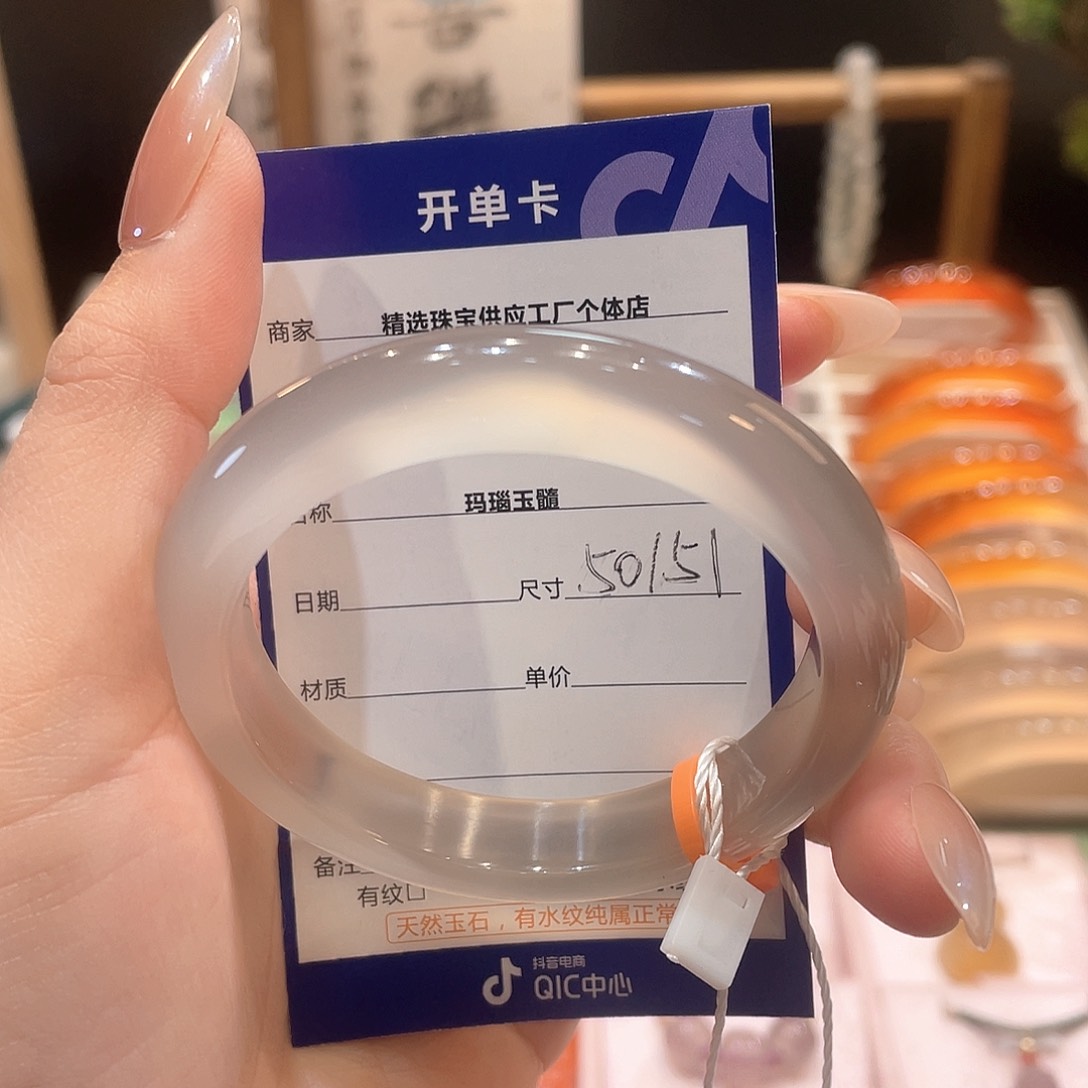 开单卡
商家 精选珠宝供应工厂个体店
称 玛瑙玉髓
日期 尺寸 50/51
材质 单价
备注
有纹□
天然玉石，有水纹纯属正常
抖音电商
QIC中心